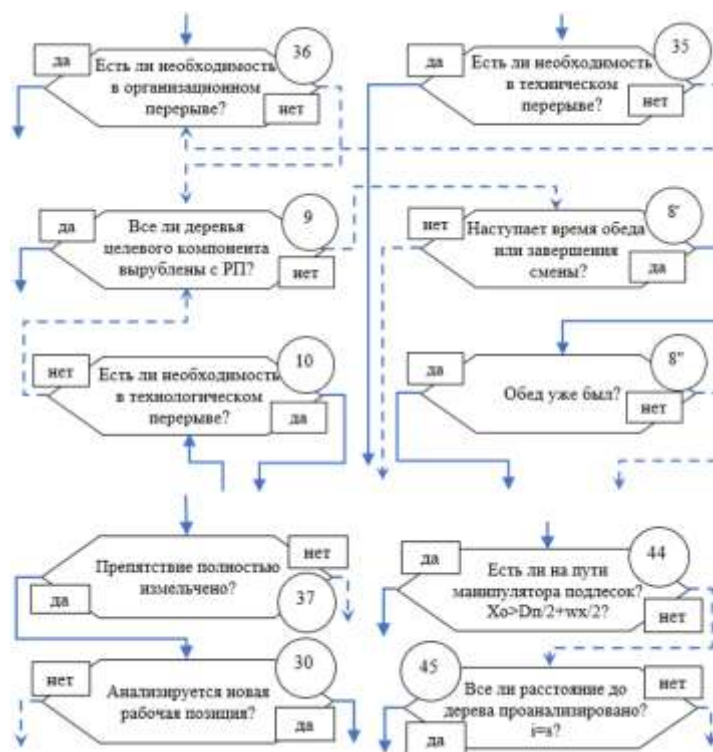 36
да
Есть ли необходимость
в организационном
перерыве?
нет
35
да
Есть ли необходимость
в техническом
перерыве?
нет
9
да
Все ли деревья
целевого компонента
вырублены с РП?
нет
8'
нет
Наступает время обеда
или завершения
смены?
да
10
нет
Есть ли необходимость
в технологическом
перерыве?
да
8"
да
Обед уже был?
нет
нет
Препятствие полностью
измельчено?
да
37
44
да
Есть ли на пути
манипулятора подлесок?
Xo>Dп/2+wx/2?
нет
30
нет
Анализируется новая
рабочая позиция?
да
45
нет
Все ли расстояние до
дерева проанализировано?
i=s?
да